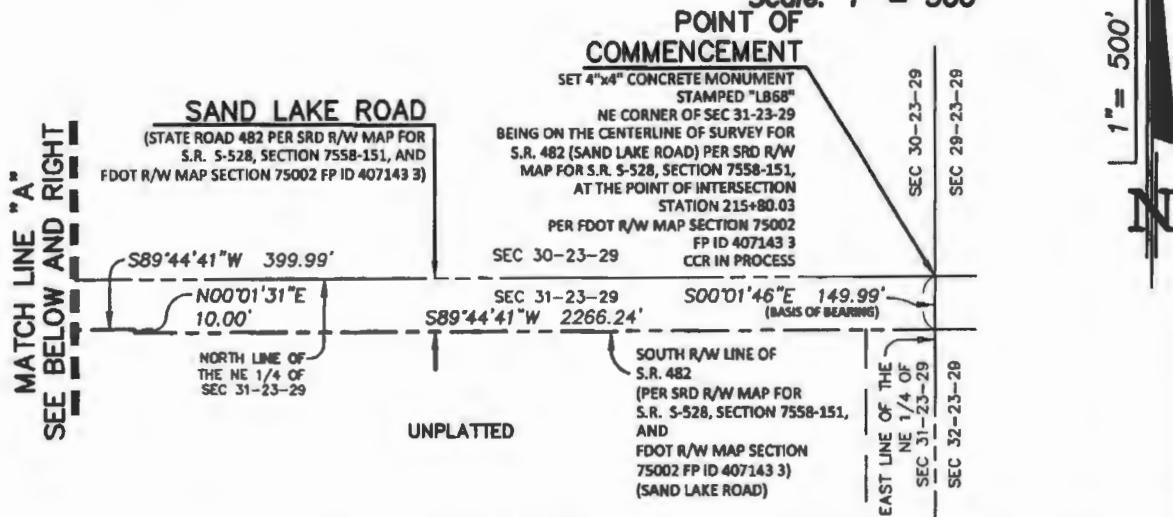 Scale: 1" = 500'
POINT OF
COMMENCEMENT
SET 4"x4" CONCRETE MONUMENT
STAMPED "LB68"
NE CORNER OF SEC 31-23-29
BEING ON THE CENTERLINE OF SURVEY FOR
S.R. 482 (SAND LAKE ROAD) PER SRD R/W
MAP FOR S.R. S-528, SECTION 7558-151,
AT THE POINT OF INTERSECTION
STATION 215+80.03
PER FDOT R/W MAP SECTION 75002
FP ID 407143 3
CCR IN PROCESS
SAND LAKE ROAD
(STATE ROAD 482 PER SRD R/W MAP FOR
S.R. S-528, SECTION 7558-151, AND
FDOT R/W MAP SECTION 75002 FP ID 407143 3)
MATCH LINE "A"
SEE BELOW AND RIGHT
SEC 30-23-29
SEC 29-23-29
1"= 500'
N
S89°44'41"W 399.99'
SEC 30-23-29
N00°01'31"E
10.00'
SEC 31-23-29
S00°01'46"E 149.99'
(BASIS OF BEARING)
S89°44'41"W 2266.24'
NORTH LINE OF
THE NE 1/4 OF
SEC 31-23-29
UNPLATTED
SOUTH R/W LINE OF
S.R. 482
(PER SRD R/W MAP FOR
S.R. S-528, SECTION 7558-151,
AND
FDOT R/W MAP SECTION
75002 FP ID 407143 3)
(SAND LAKE ROAD)
EAST LINE OF THE
NE 1/4 OF
SEC 31-23-29
SEC 32-23-29